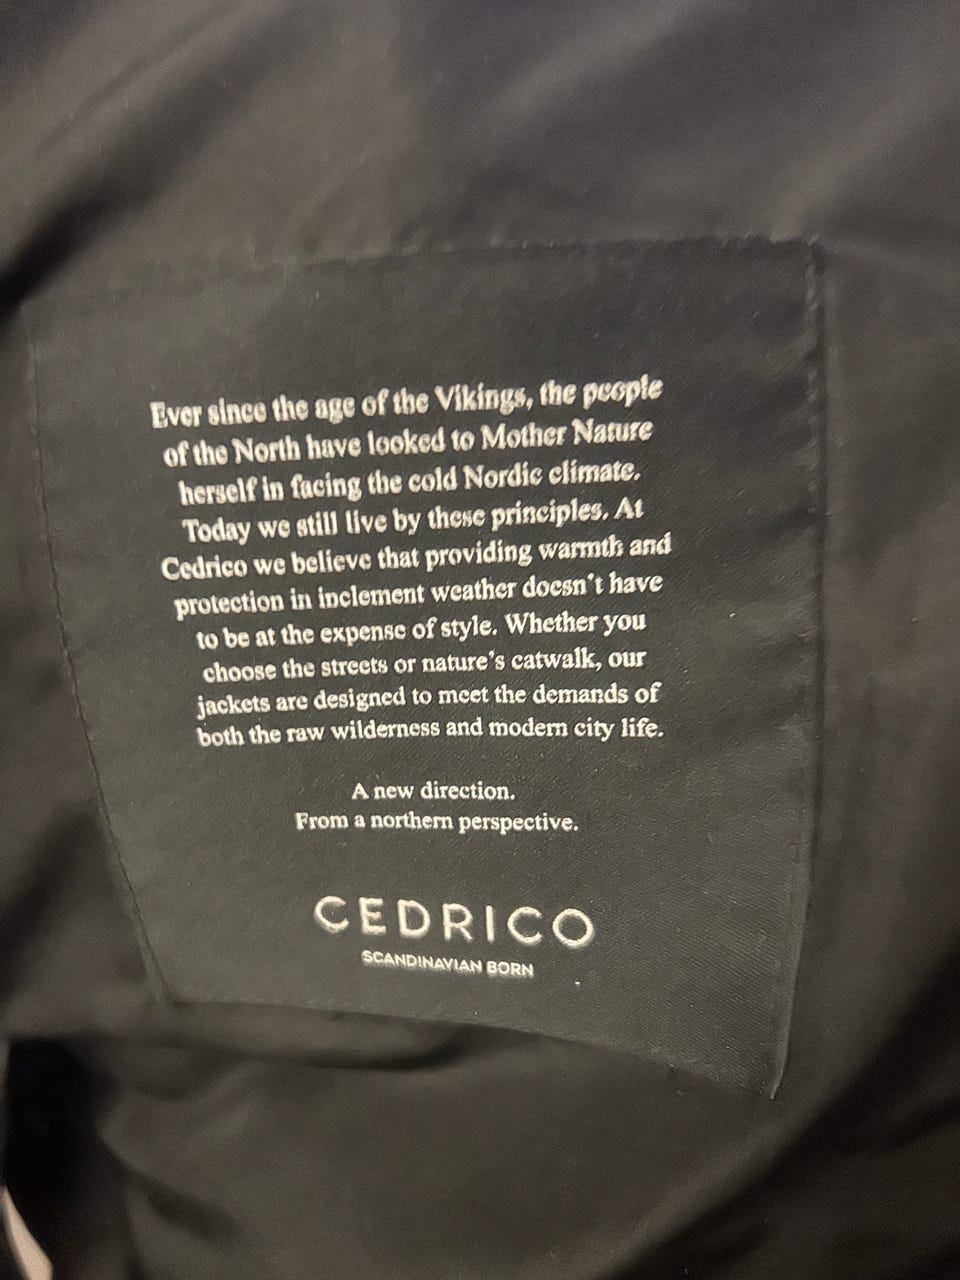 Ever since the age of the Vikings, the people
of the North have looked to Mother Nature
herself in facing the cold Nordic climate.
Today we still live by these principles. At
Cedrico we believe that providing warmth and
protection in inclement weather doesn't have
to be at the expense of style. Whether you
choose the streets or nature's catwalk, our
jackets are designed to meet the demands of
both the raw wilderness and modern city life.
A new direction.
From a northern perspective.
CEDRICO
SCANDINAVIAN BORN